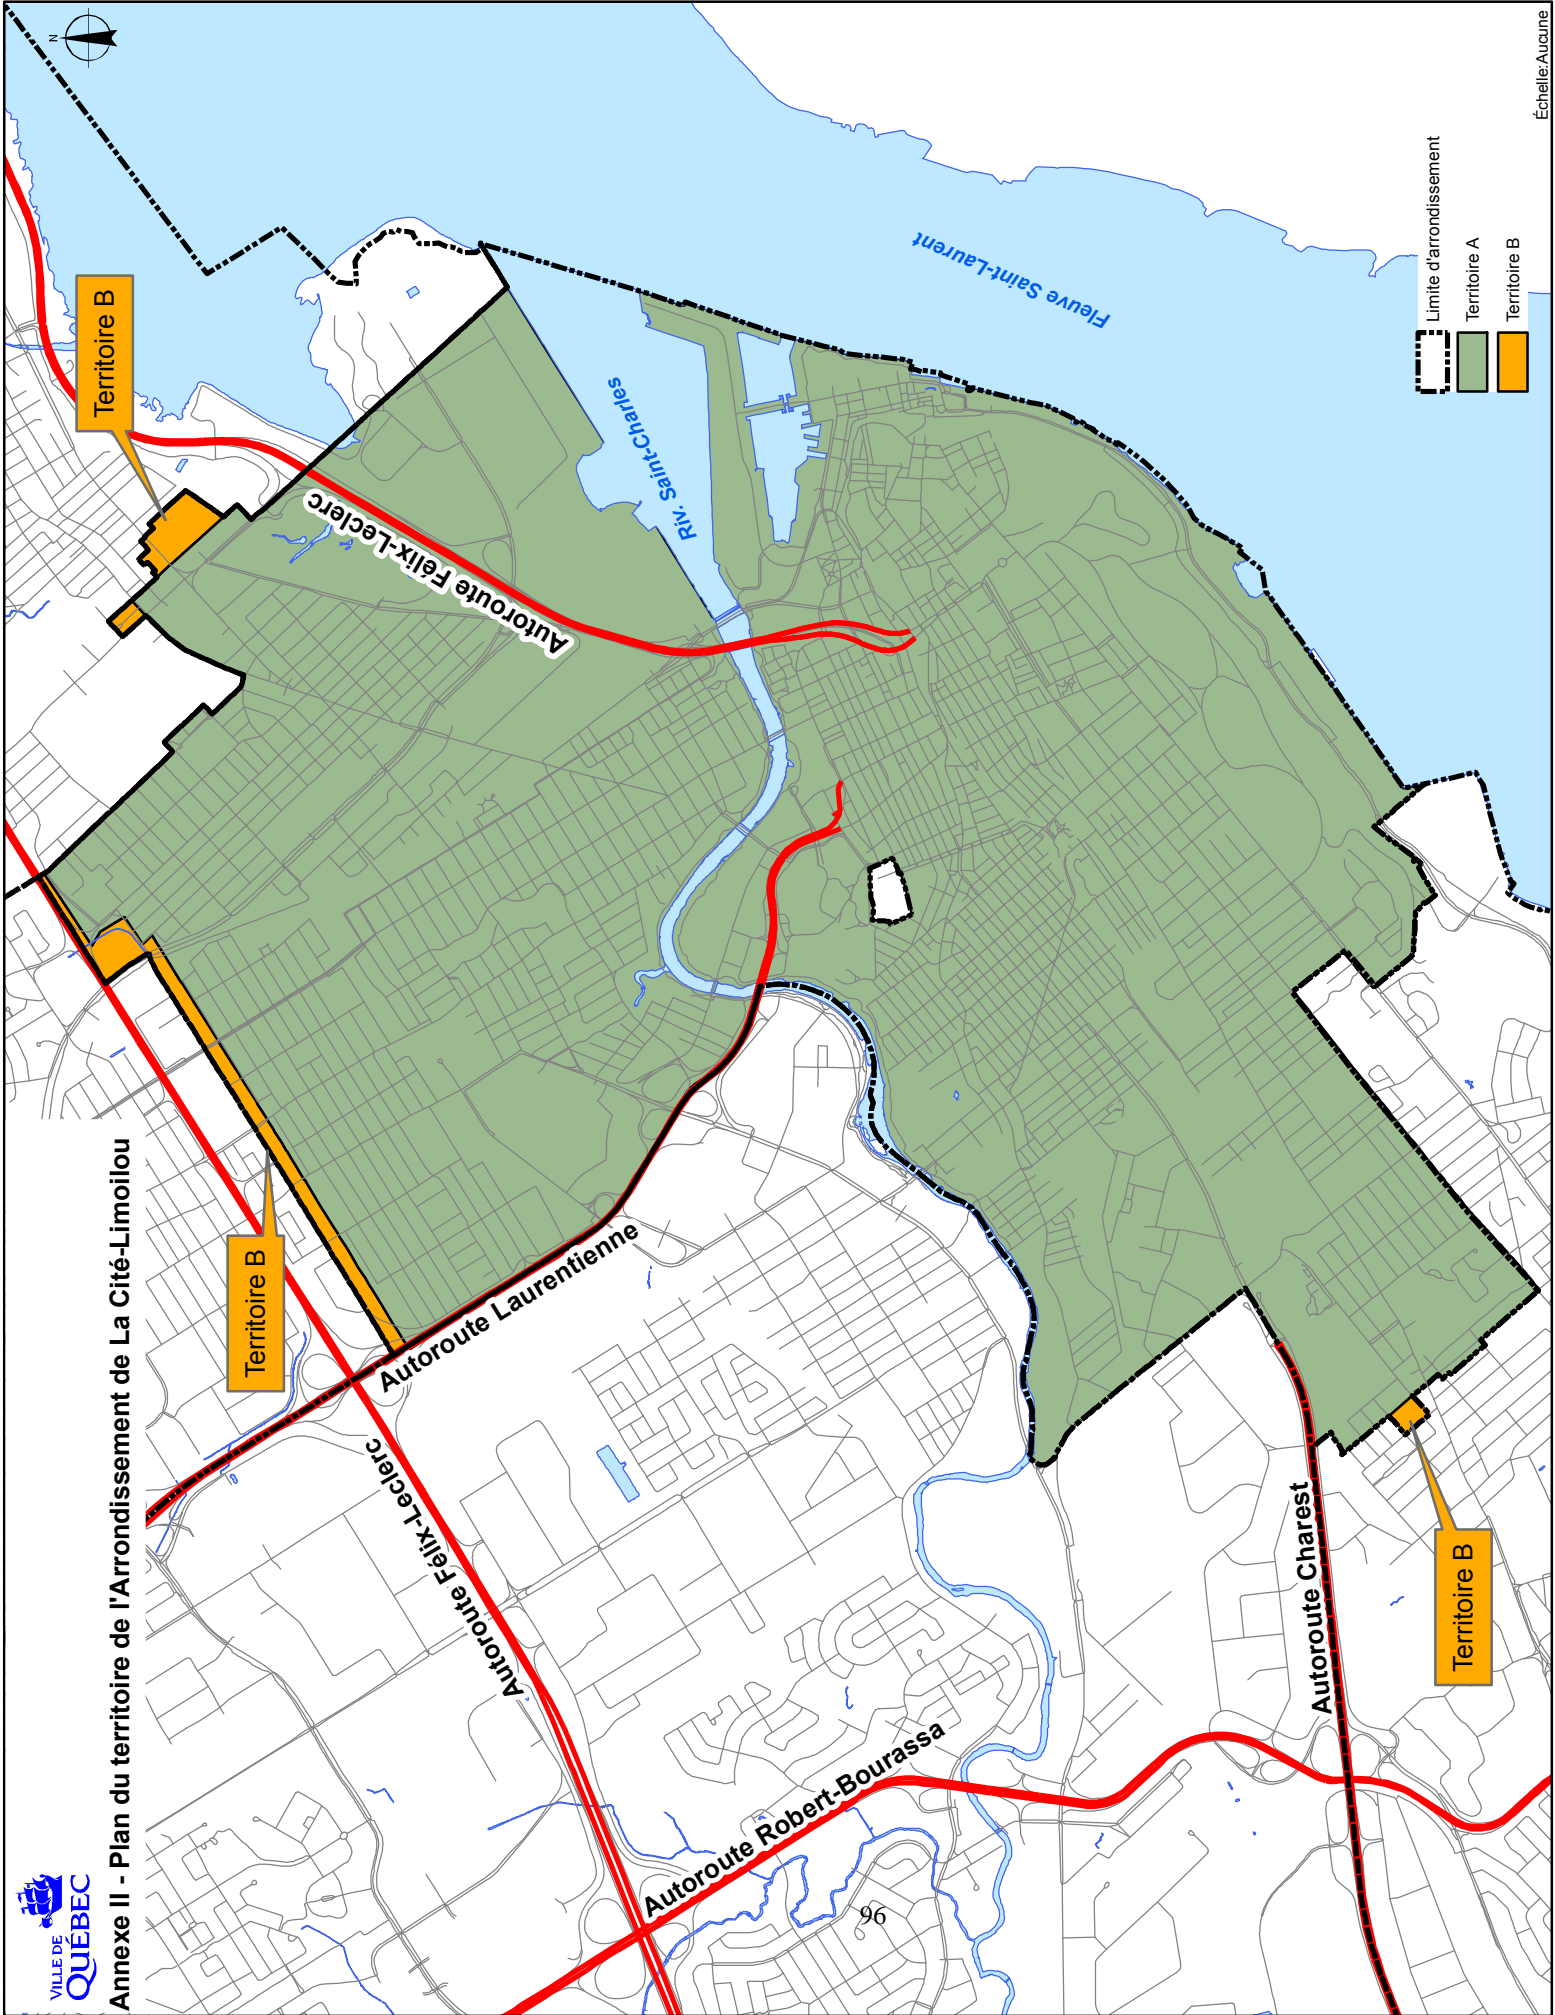 VILLE DE
QUÉBEC
Annexe II - Plan du territoire de l'Arrondissement de La Cité-Limoilou
N
Territoire B
Territoire B
Autoroute Félix-Leclerc
Autoroute Laurentienne
Autoroute Félix-Leclerc
Autoroute Robert-Bourassa
Riv. Saint-Charles
Fleuve Saint-Laurent
Autoroute Charest
Territoire B
Limite d'arrondissement
Territoire A
Territoire B
Échelle:Aucune
96